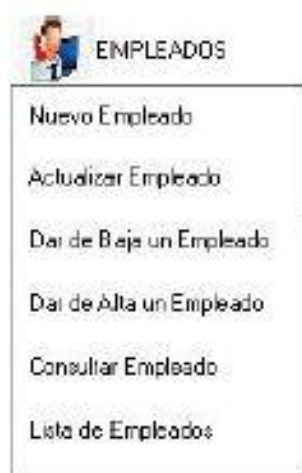 EMPLEADOS
Nuevo Empleado
Actualizar Empleado
Dar de Baja un Empleado
Dar de Alta un Empleado
Consultar Empleado
Lista de Empleados